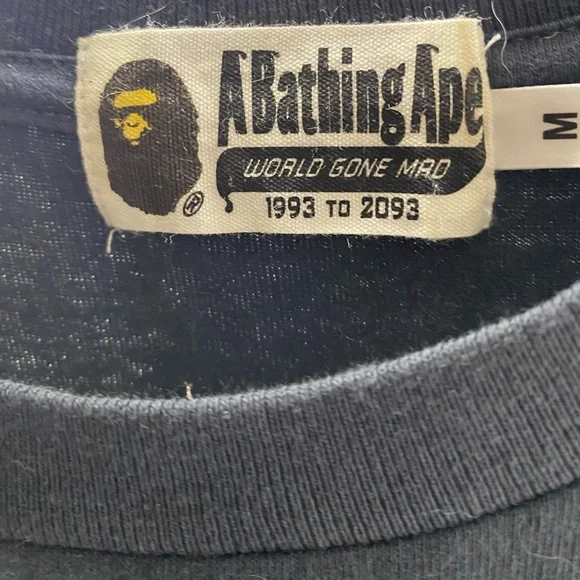 A Bathing Ape
WORLD GONE MAD
®
1993 TO 2093
M